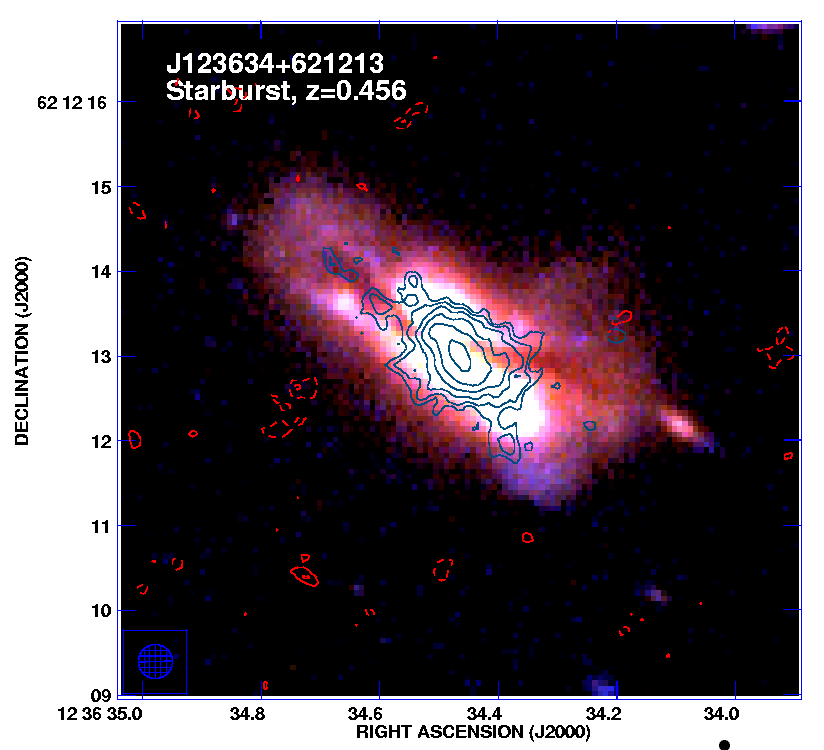 J123634+621213
Starburst, z=0.456
62 12 16
15
14
13
12
11
10
09
DECLINATION (J2000)
12 36 35.0 34.8 34.6 34.4 34.2 34.0
RIGHT ASCENSION (J2000)